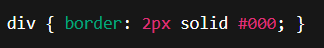 div { border: 2px solid #000; }